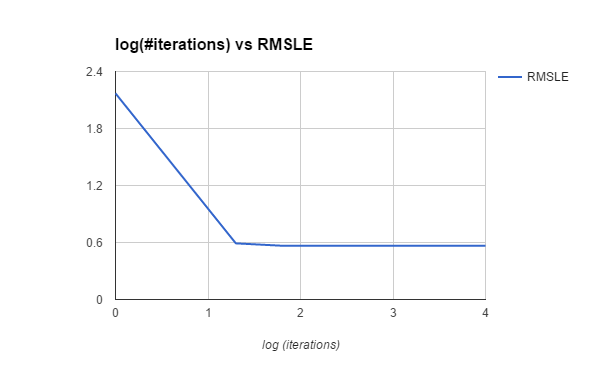 log(#iterations) vs RMSLE
2.4
RMSLE
1.8
1.2
0.6
0
0 1 2 3 4
log (iterations)